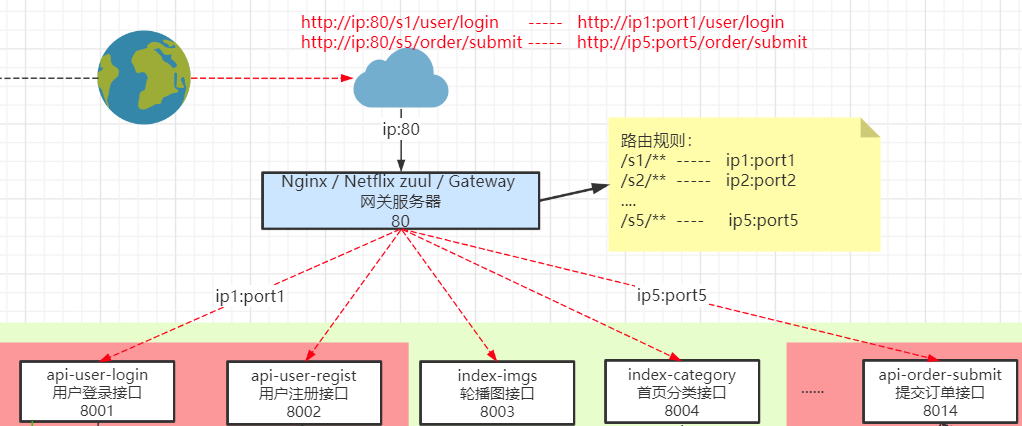 http://ip:80/s1/user/login ----- http://ip1:port1/user/login
http://ip:80/s5/order/submit ----- http://ip5:port5/order/submit
ip:80
Nginx / Netflix zuul / Gateway
网关服务器
80
路由规则：
/s1/** ----- ip1:port1
/s2/** ----- ip2:port2
....
/s5/** ---- ip5:port5
ip1:port1
ip5:port5
api-user-login
用户登录接口
8001
api-user-regist
用户注册接口
8002
index-imgs
轮播图接口
8003
index-category
首页分类接口
8004
......
api-order-submit
提交订单接口
8014